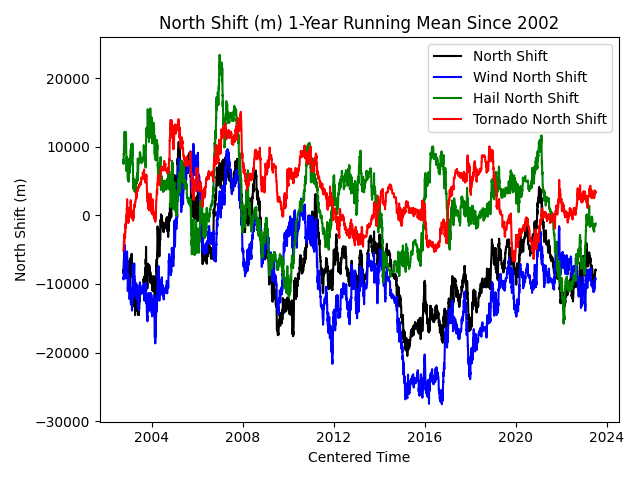 North Shift (m) 1-Year Running Mean Since 2002
North Shift
Wind North Shift
Hail North Shift
Tornado North Shift
North Shift (m)
20000
10000
0
−10000
−20000
−30000
2004 2008 2012 2016 2020 2024
Centered Time